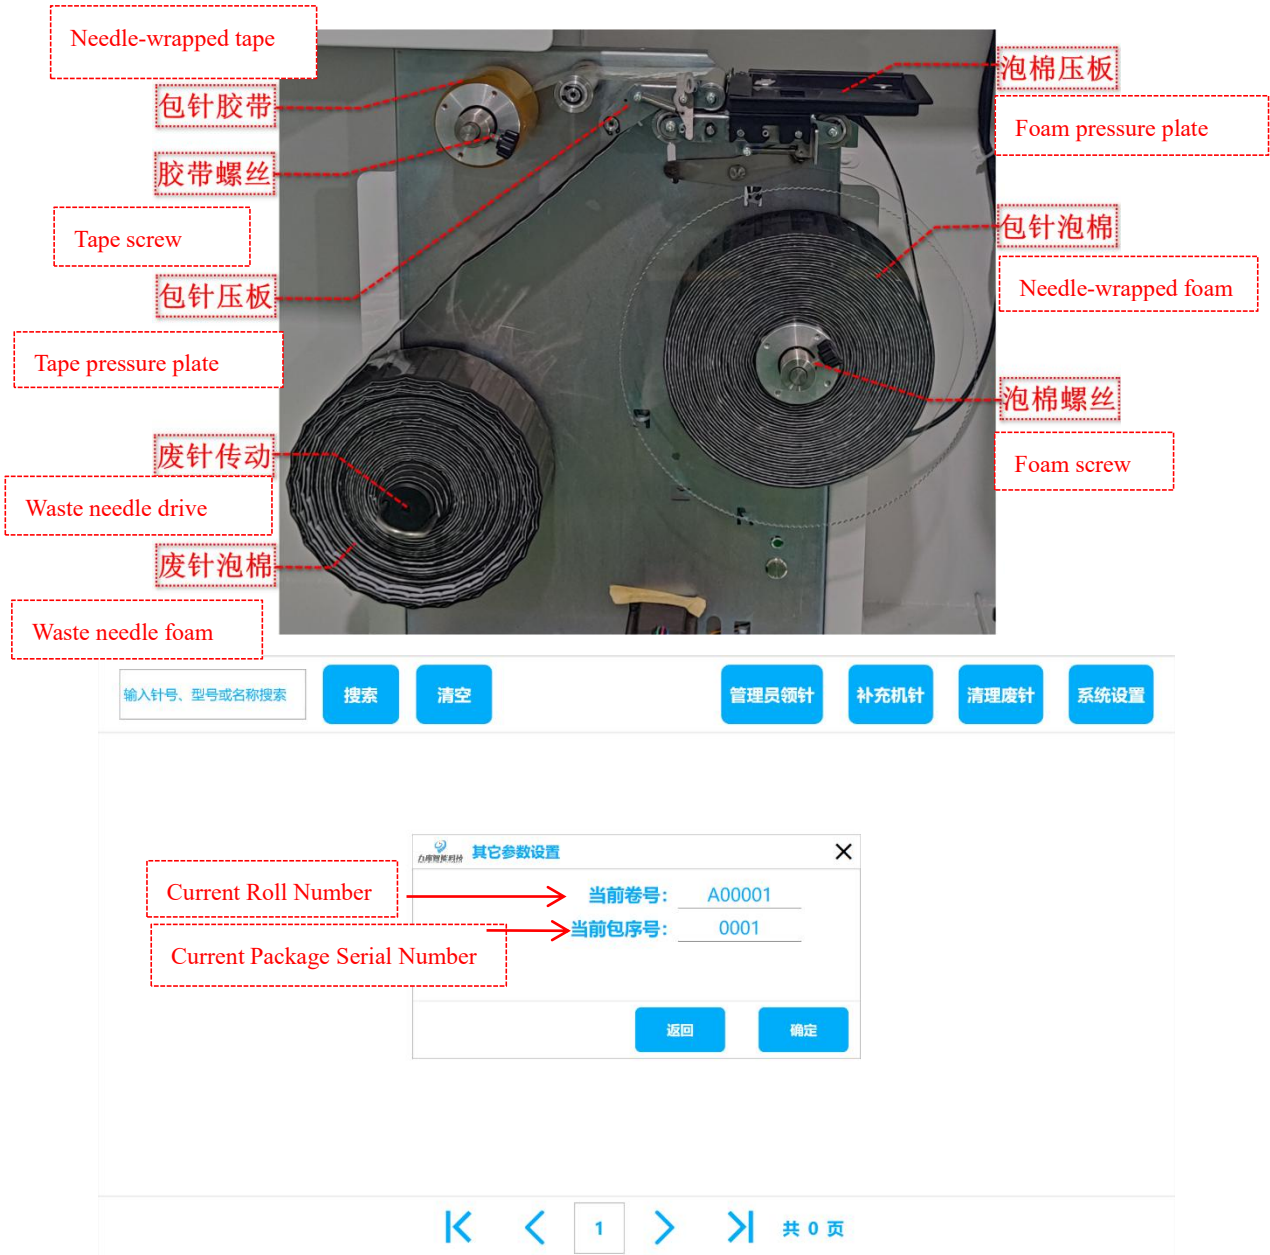 Needle-wrapped tape
包针胶带
泡棉压板
Foam pressure plate
胶带螺丝
Tape screw
包针泡棉
Needle-wrapped foam
包针压板
Tape pressure plate
泡棉螺丝
Foam screw
废针传动
Waste needle drive
废针泡棉
Waste needle foam
输入针号、型号或名称搜索
搜索
清空
管理员领针
补充机针
清理废针
系统设置
力库智能科技 其它参数设置
Current Roll Number
当前卷号： A00001
Current Package Serial Number
当前包序号： 0001
返回
确定
1
共 0 页